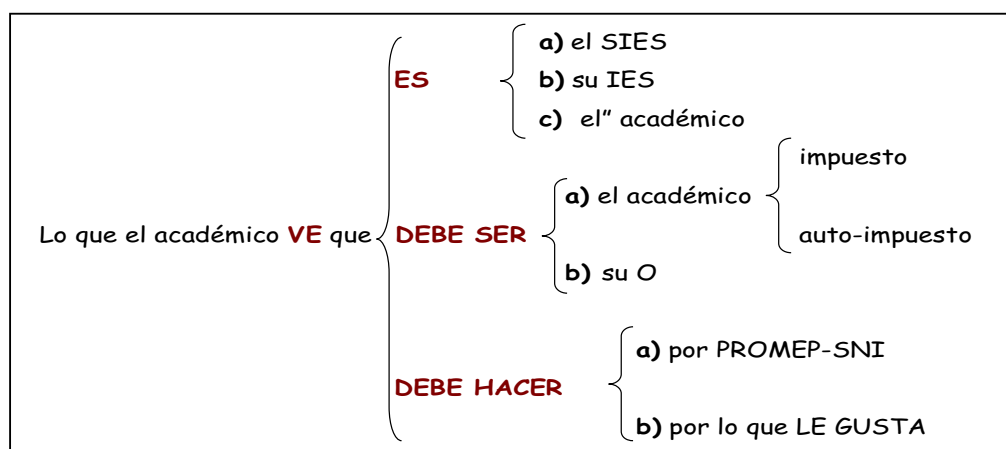 a) el SIES
ES
b) su IES
c) el" académico
impuesto
a) el académico
Lo que el académico VE que
DEBE SER
auto-impuesto
b) su O
a) por PROMEP-SNI
DEBE HACER
b) por lo que LE GUSTA